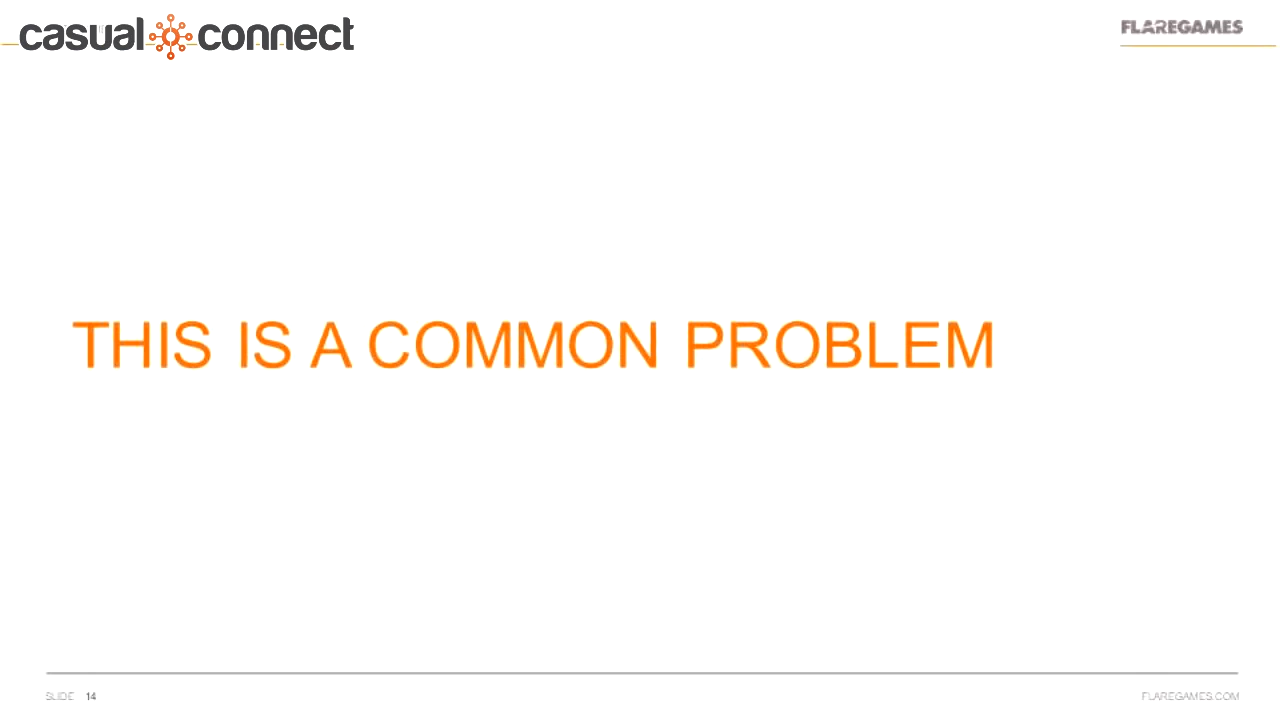 casual connect
FLAREGAMES
THIS IS A COMMON PROBLEM
SLIDE 14
FLAREGAMES.COM